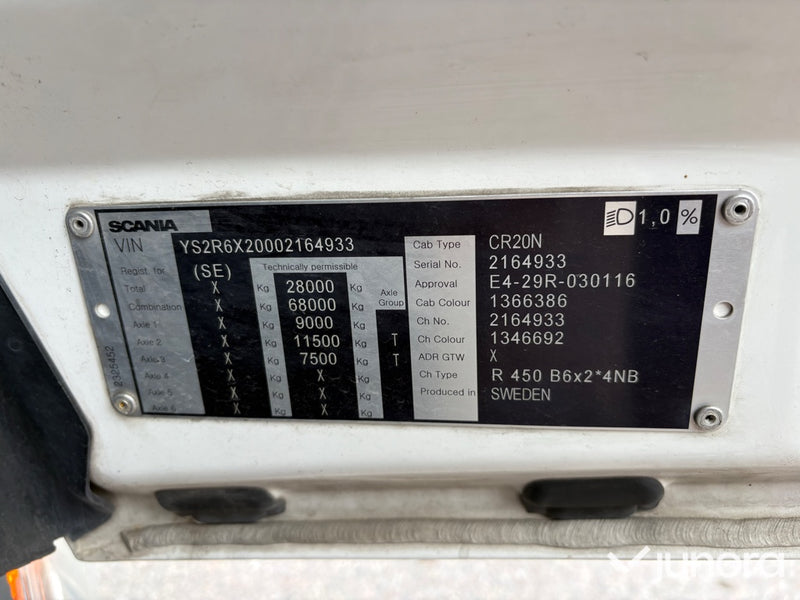 SCANIA 1,0 %
VIN YS2R6X20002164933 Cab Type CR20N
Serial No. 2164933
Regist. for (SE) Technically permissible Approval E4-29R-030116
Total X Kg 28000 Kg Axle Group Cab Colour 1366386
Combination X Kg 68000 Kg Ch No. 2164933
Axle 1 X Kg 9000 Kg Ch Colour 1346692
Axle 2 X Kg 11500 Kg T ADR GTW X
Axle 3 X Kg 7500 Kg T Ch Type R 450 B6x2*4NB
Axle 4 X Kg X Kg Produced in SWEDEN
Axle 5 X Kg X Kg
Axle 6 X Kg X Kg
2325452
junora